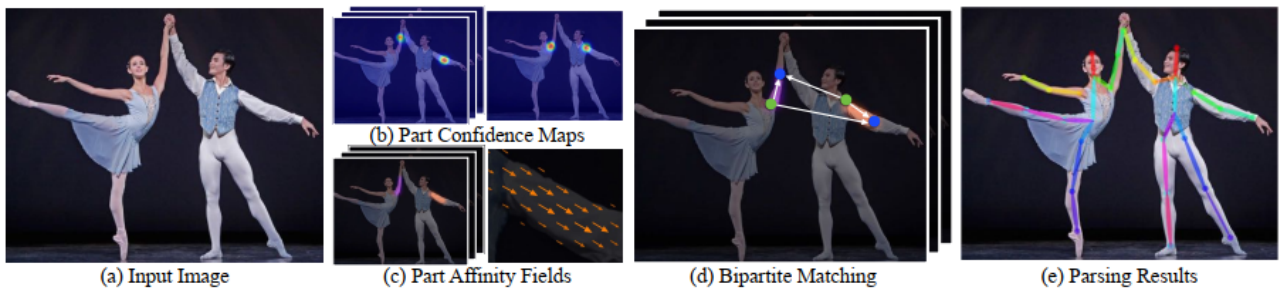 (a) Input Image
(b) Part Confidence Maps
(c) Part Affinity Fields
(d) Bipartite Matching
(e) Parsing Results